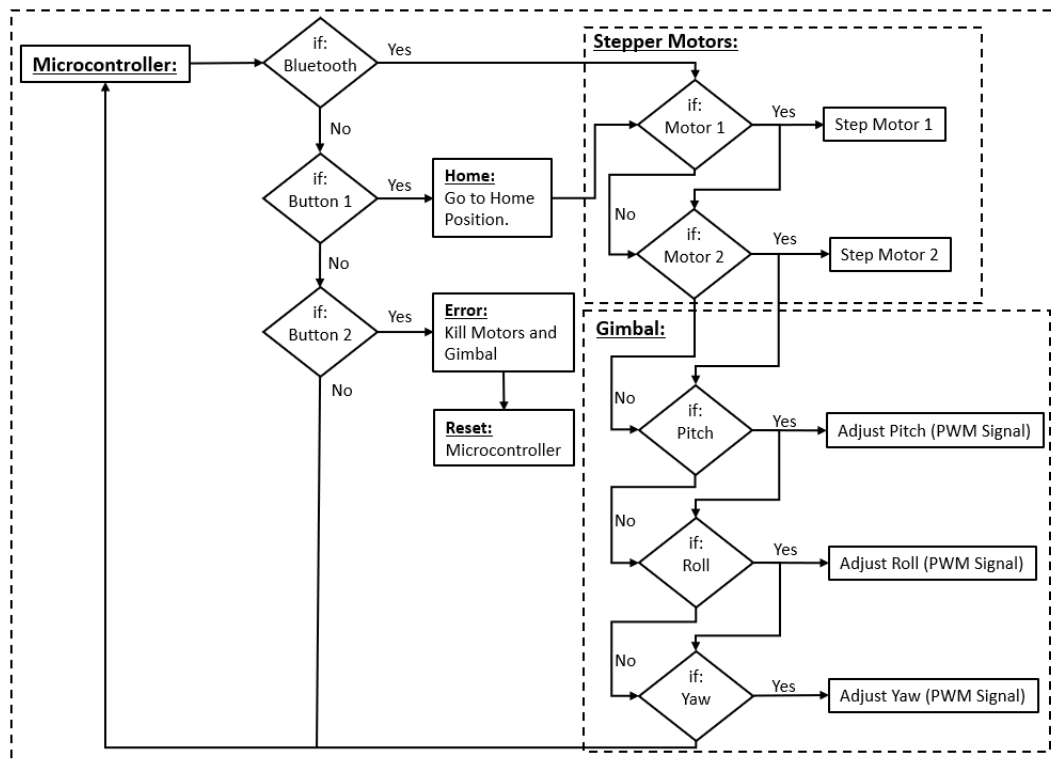 Microcontroller:
if:
Bluetooth
Yes
No
if:
Button 1
Yes
Home:
Go to Home
Position.
No
if:
Button 2
Yes
Error:
Kill Motors and
Gimbal
No
Reset:
Microcontroller
Stepper Motors:
if:
Motor 1
Yes
Step Motor 1
No
if:
Motor 2
Yes
Step Motor 2
Gimbal:
No
if:
Pitch
Yes
Adjust Pitch (PWM Signal)
No
if:
Roll
Yes
Adjust Roll (PWM Signal)
No
if:
Yaw
Yes
Adjust Yaw (PWM Signal)